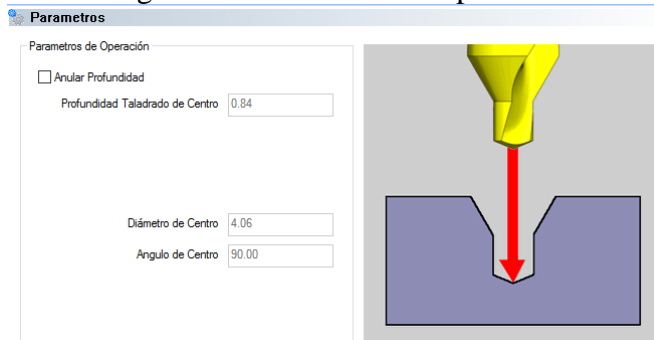 Parametros
Parametros de Operación
Anular Profundidad
Profundidad Taladrado de Centro 0.84
Diámetro de Centro 4.06
Angulo de Centro 90.00